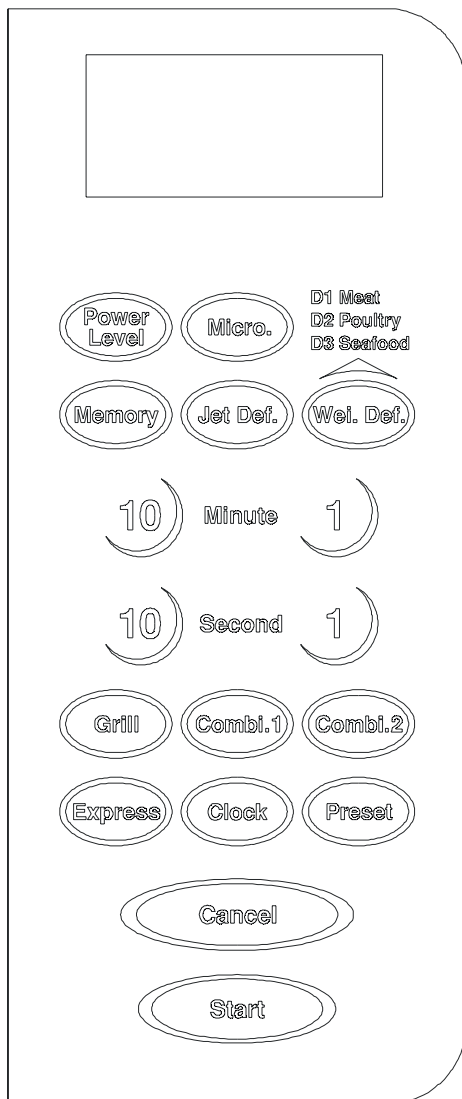 D1 Meat
D2 Poultry
D3 Seafood
Power
Level
Micro.
Memory
Jet Def.
Wei. Def.
10 Minute 1
10 Second 1
Grill
Combi.1
Combi.2
Express
Clock
Preset
Cancel
Start